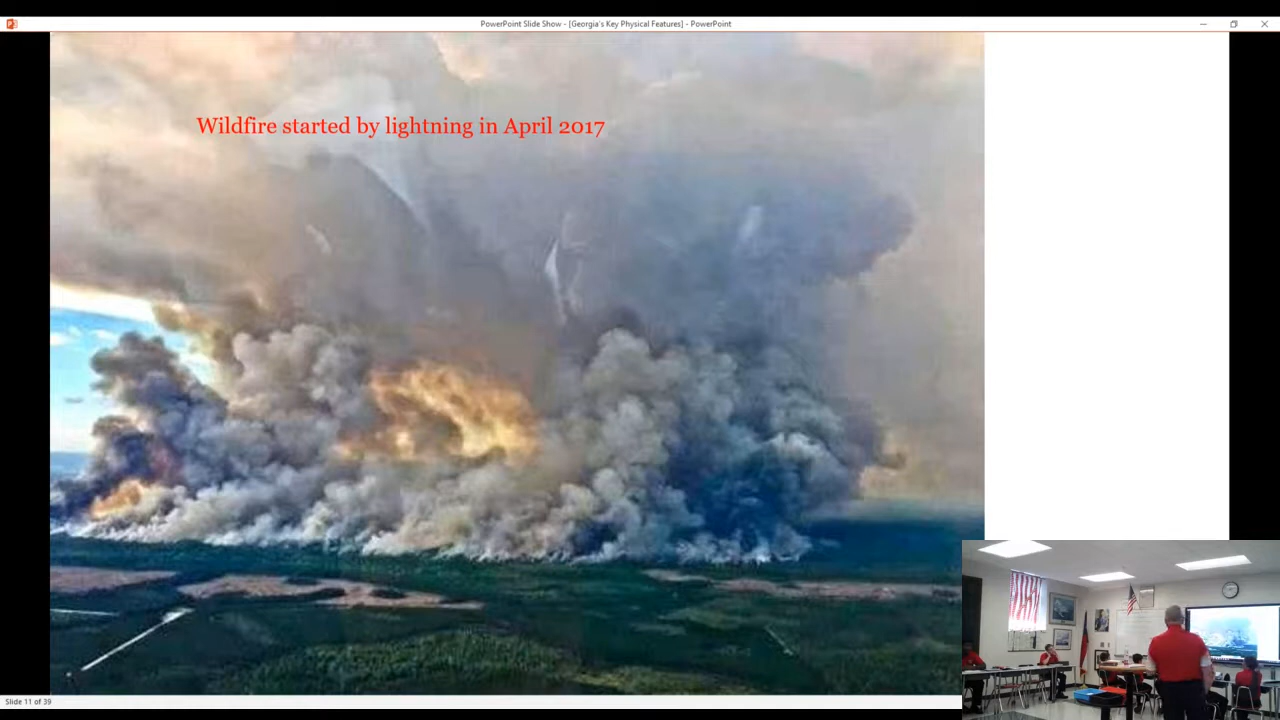 PowerPoint Slide Show - [Georgia's Key Physical Features] - PowerPoint
Wildfire started by lightning in April 2017
Slide 11 of 39